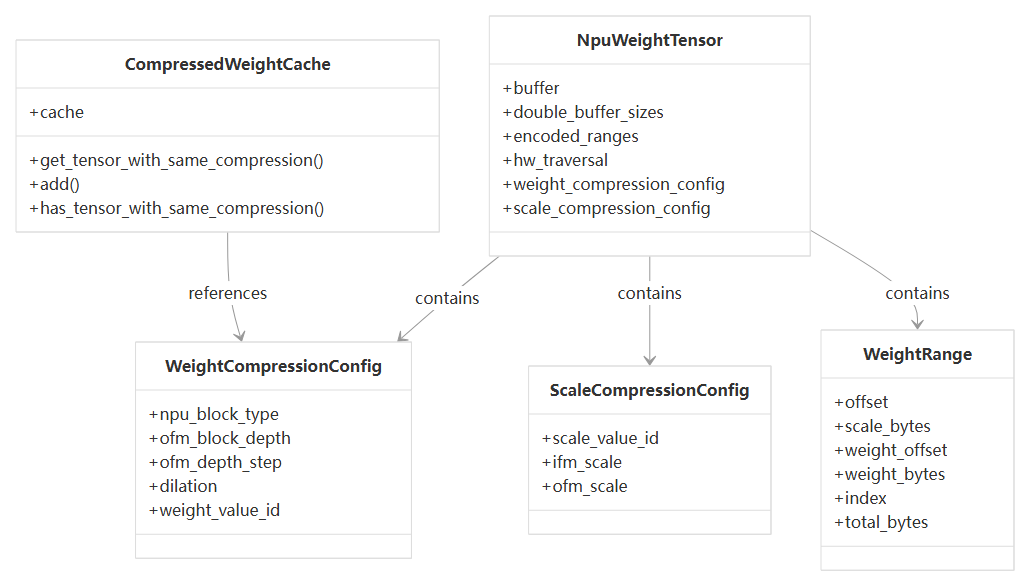 CompressedWeightCache
+cache
+get_tensor_with_same_compression()
+add()
+has_tensor_with_same_compression()
NpuWeightTensor
+buffer
+double_buffer_sizes
+encoded_ranges
+hw_traversal
+weight_compression_config
+scale_compression_config
references
contains
contains
contains
WeightCompressionConfig
+npu_block_type
+ofm_block_depth
+ofm_depth_step
+dilation
+weight_value_id
ScaleCompressionConfig
+scale_value_id
+ifm_scale
+ofm_scale
WeightRange
+offset
+scale_bytes
+weight_offset
+weight_bytes
+index
+total_bytes